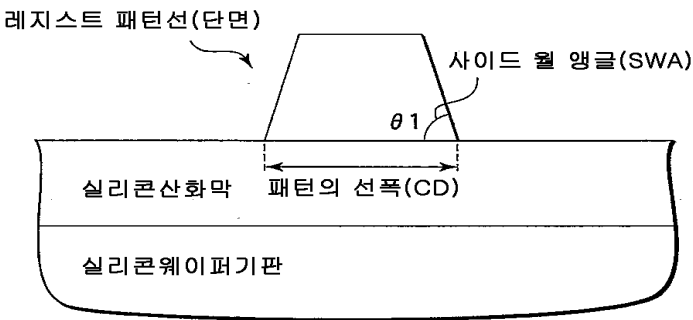 레지스트 패턴선(단면)
사이드 월 앵글(SWA)
θ1
실리콘산화막
패턴의 선폭(CD)
실리콘웨이퍼기판